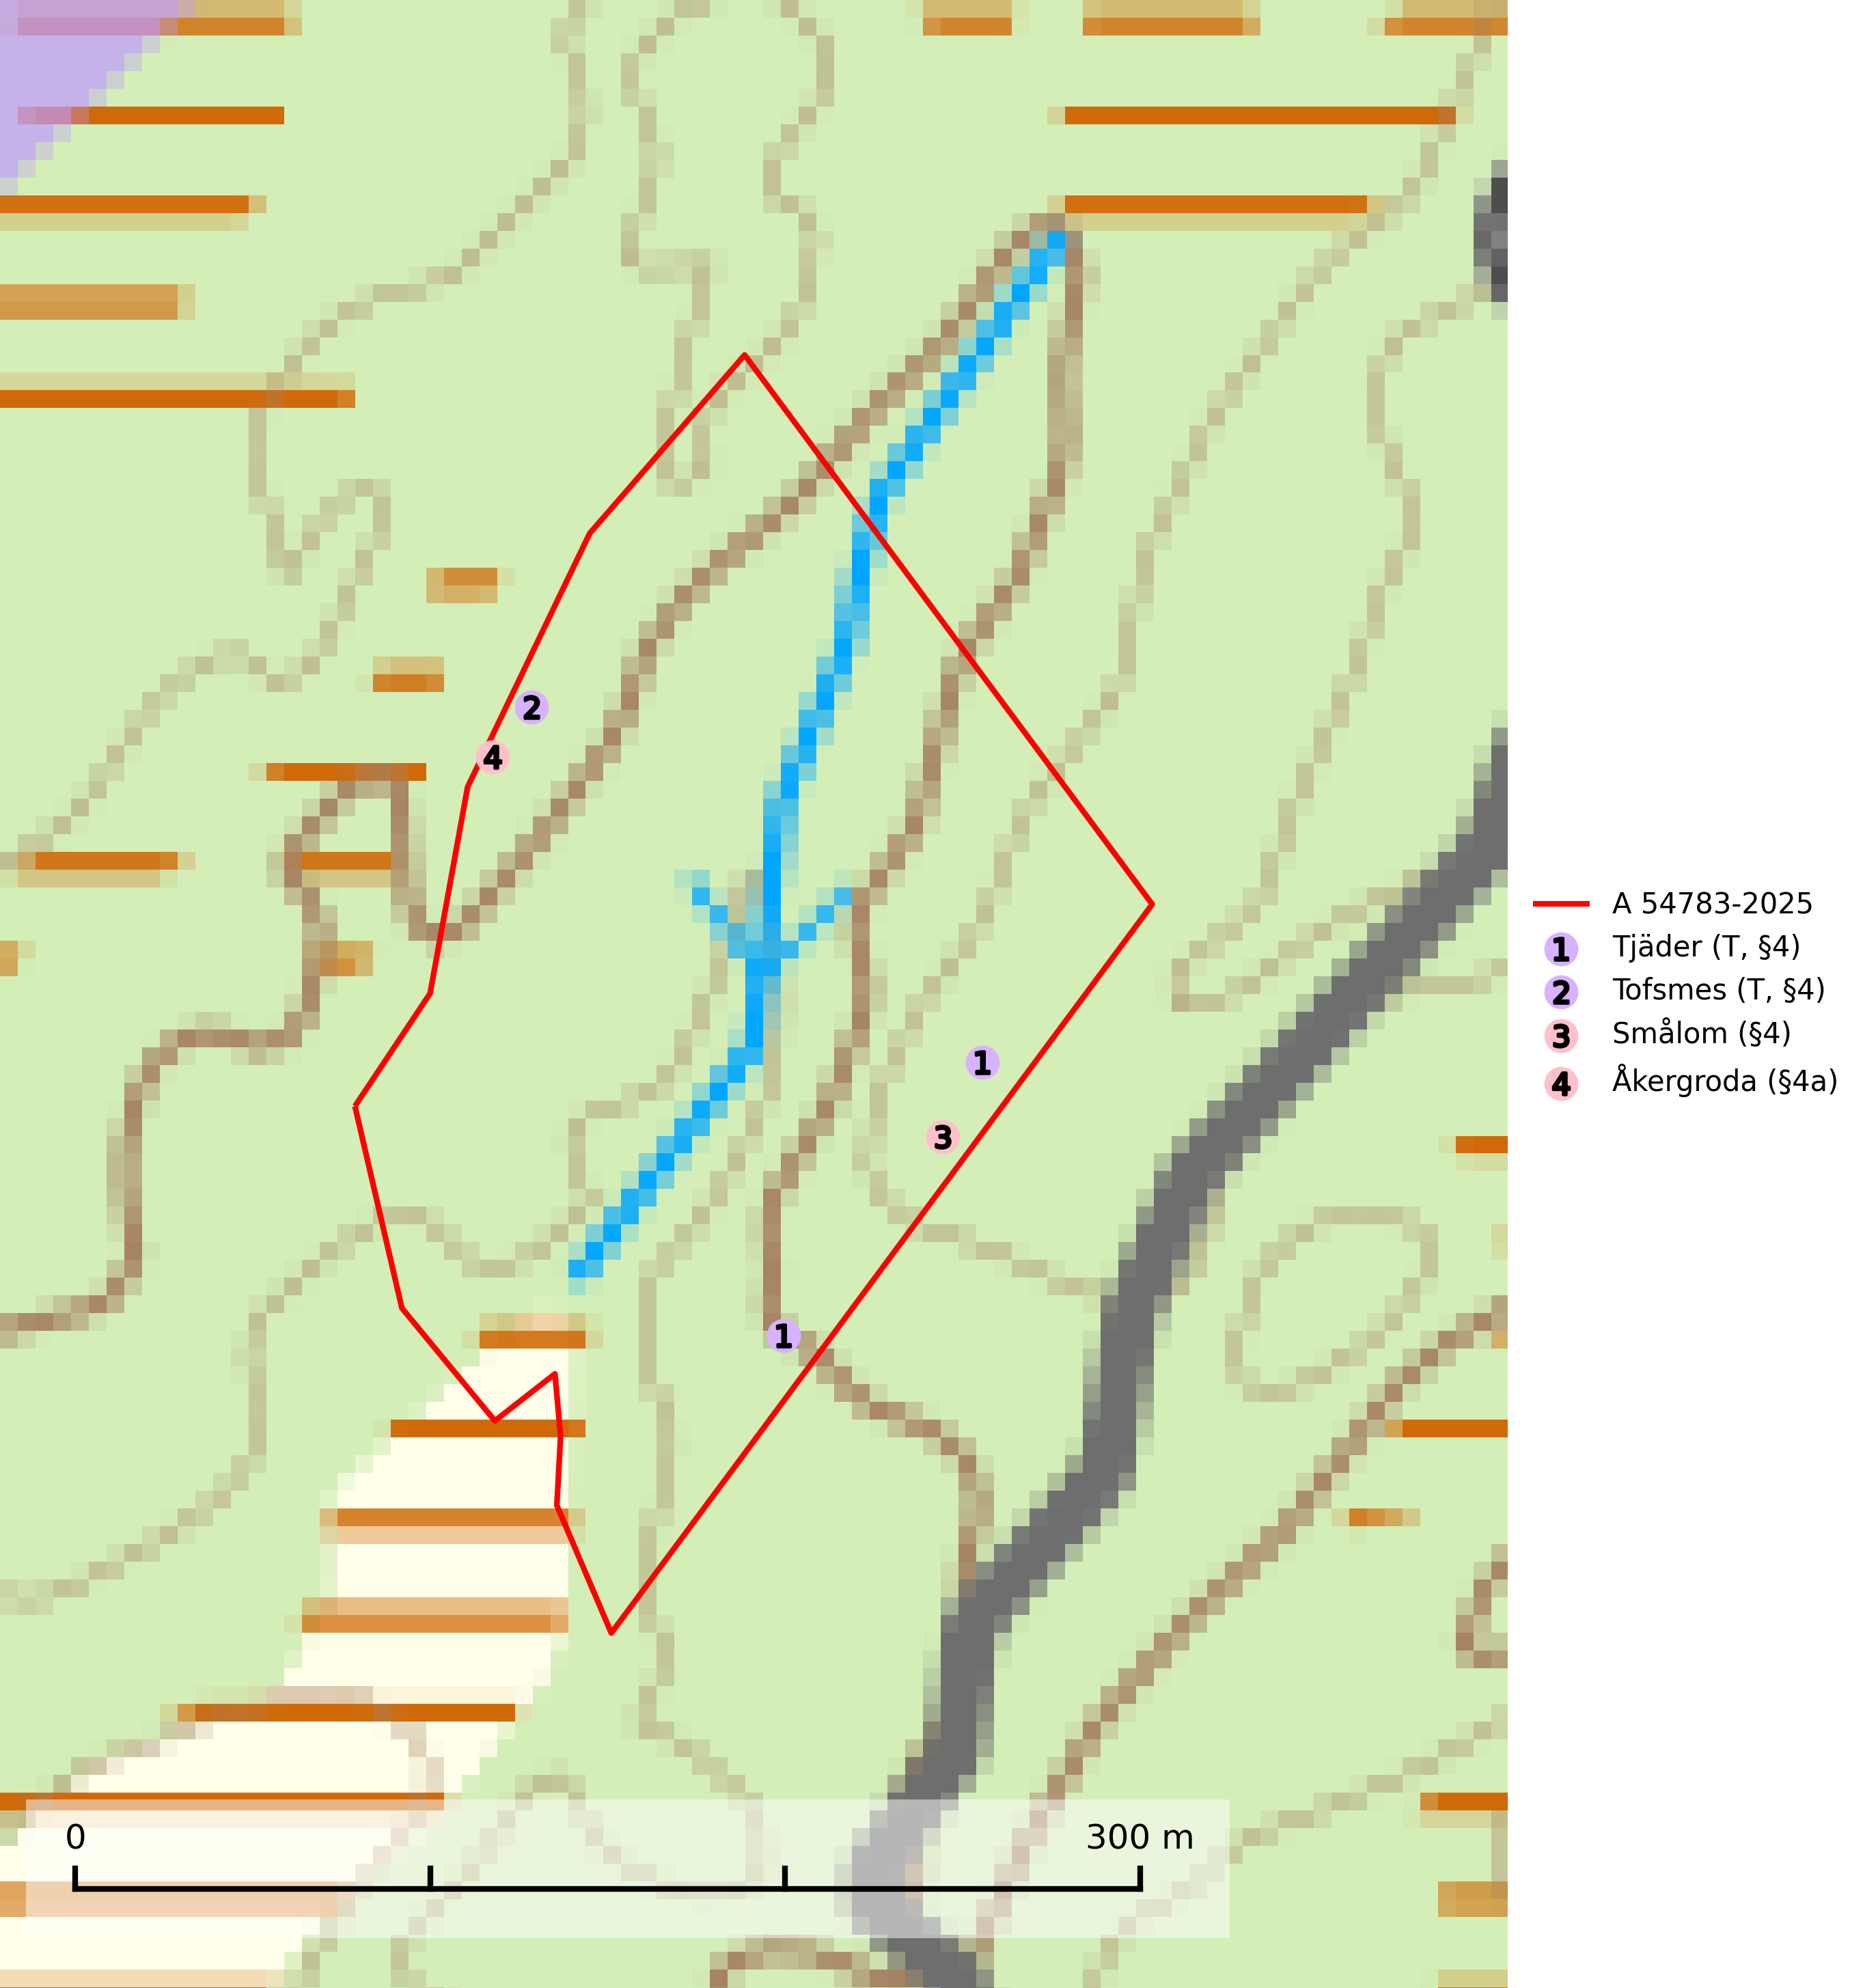 2
4
1
3
1
A 54783-2025
1 Tjäder (T, §4)
2 Tofsmes (T, §4)
3 Smålom (§4)
4 Åkergroda (§4a)
0 300 m